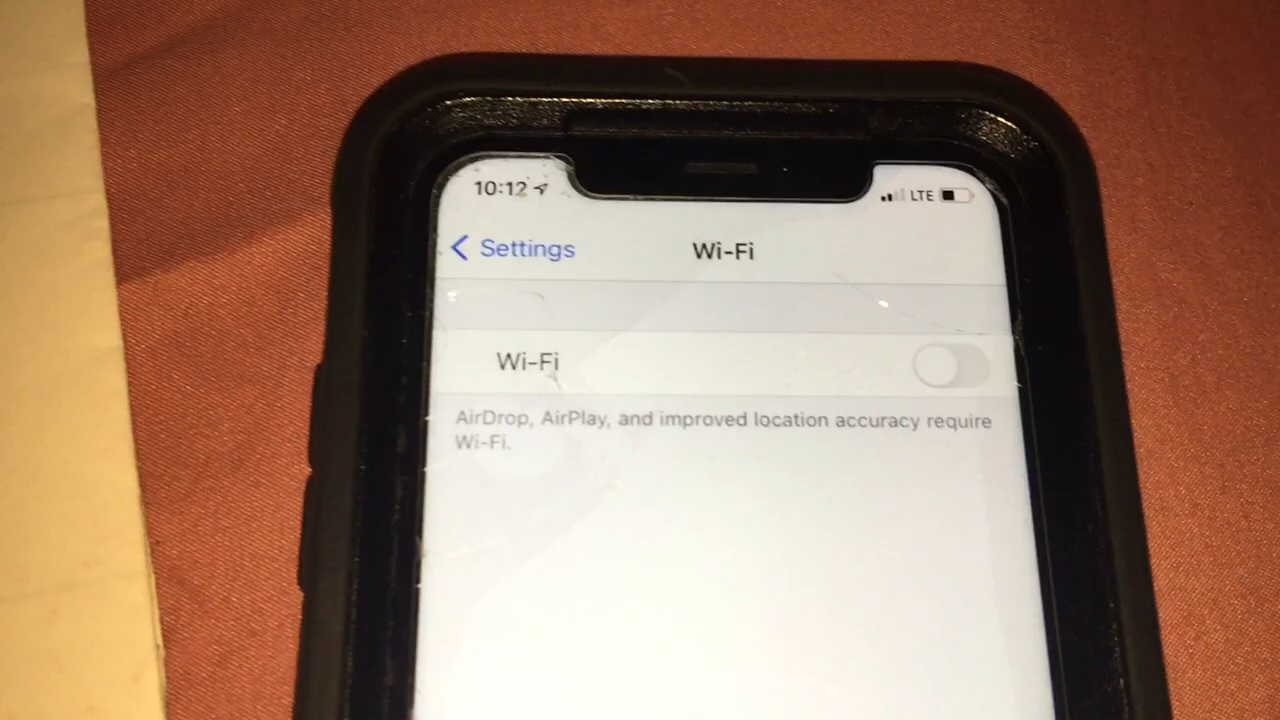 10:12
LTE
Settings
Wi-Fi
Wi-Fi
AirDrop, AirPlay, and improved location accuracy require
Wi-Fi.